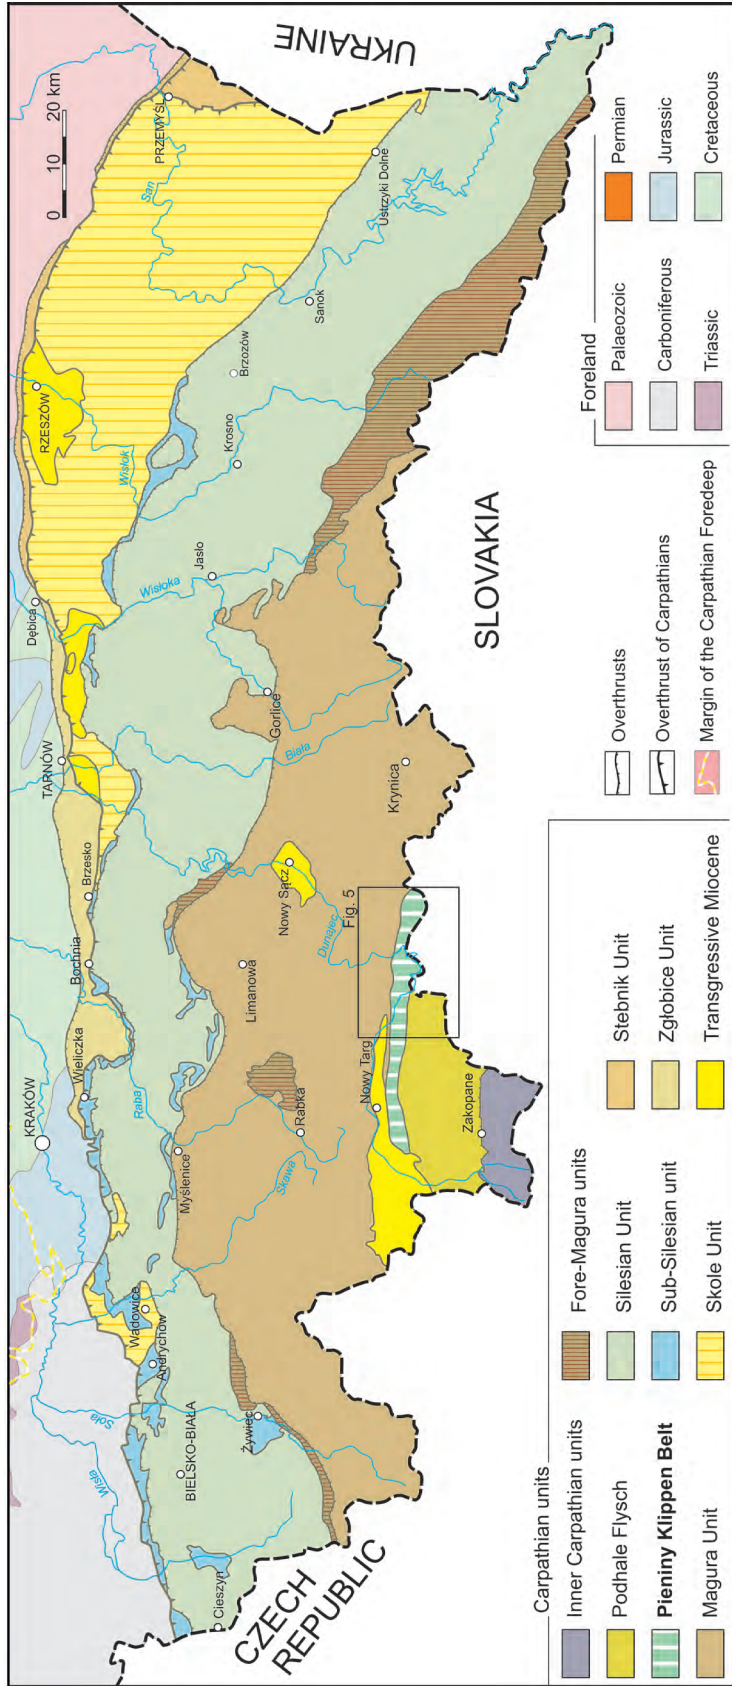 UKRAINE
0 10 20 km
PRZEMYŚL
San
Ustrzyki Dolne
RZESZÓW
Brzozów
Sanok
Wisłok
Krosno
Dębica
Wisłoka
Jasło
TARNÓW
Gorlice
Biała
Krynica
SLOVAKIA
Brzesko
Nowy Sącz
Dunajec
Fig. 5
Bochnia
Limanowa
Wieliczka
KRAKÓW
Raba
Rabka
Nowy Targ
Myślenice
Skawa
Zakopane
Wadowice
Andrychów
Soła
Żywiec
BIELSKO-BIAŁA
Wisła
Cieszyn
CZECH
REPUBLIC
Carpathian units
Inner Carpathian units
Podhale Flysch
Pieniny Klippen Belt
Magura Unit
Fore-Magura units
Silesian Unit
Sub-Silesian unit
Skole Unit
Stebnik Unit
Zgłobice Unit
Transgressive Miocene
Overthrusts
Overthrust of Carpathians
Margin of the Carpathian Foredeep
Foreland
Palaeozoic
Carboniferous
Triassic
Permian
Jurassic
Cretaceous